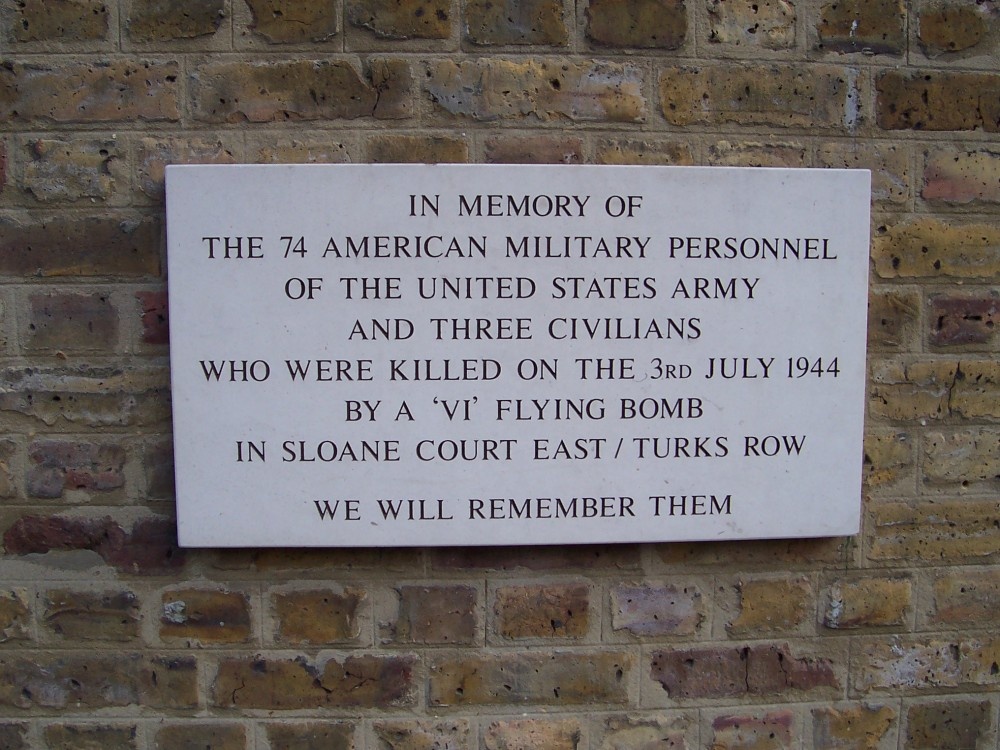 IN MEMORY OF
THE 74 AMERICAN MILITARY PERSONNEL
OF THE UNITED STATES ARMY
AND THREE CIVILIANS
WHO WERE KILLED ON THE 3RD JULY 1944
BY A ‘VI’ FLYING BOMB
IN SLOANE COURT EAST / TURKS ROW
WE WILL REMEMBER THEM